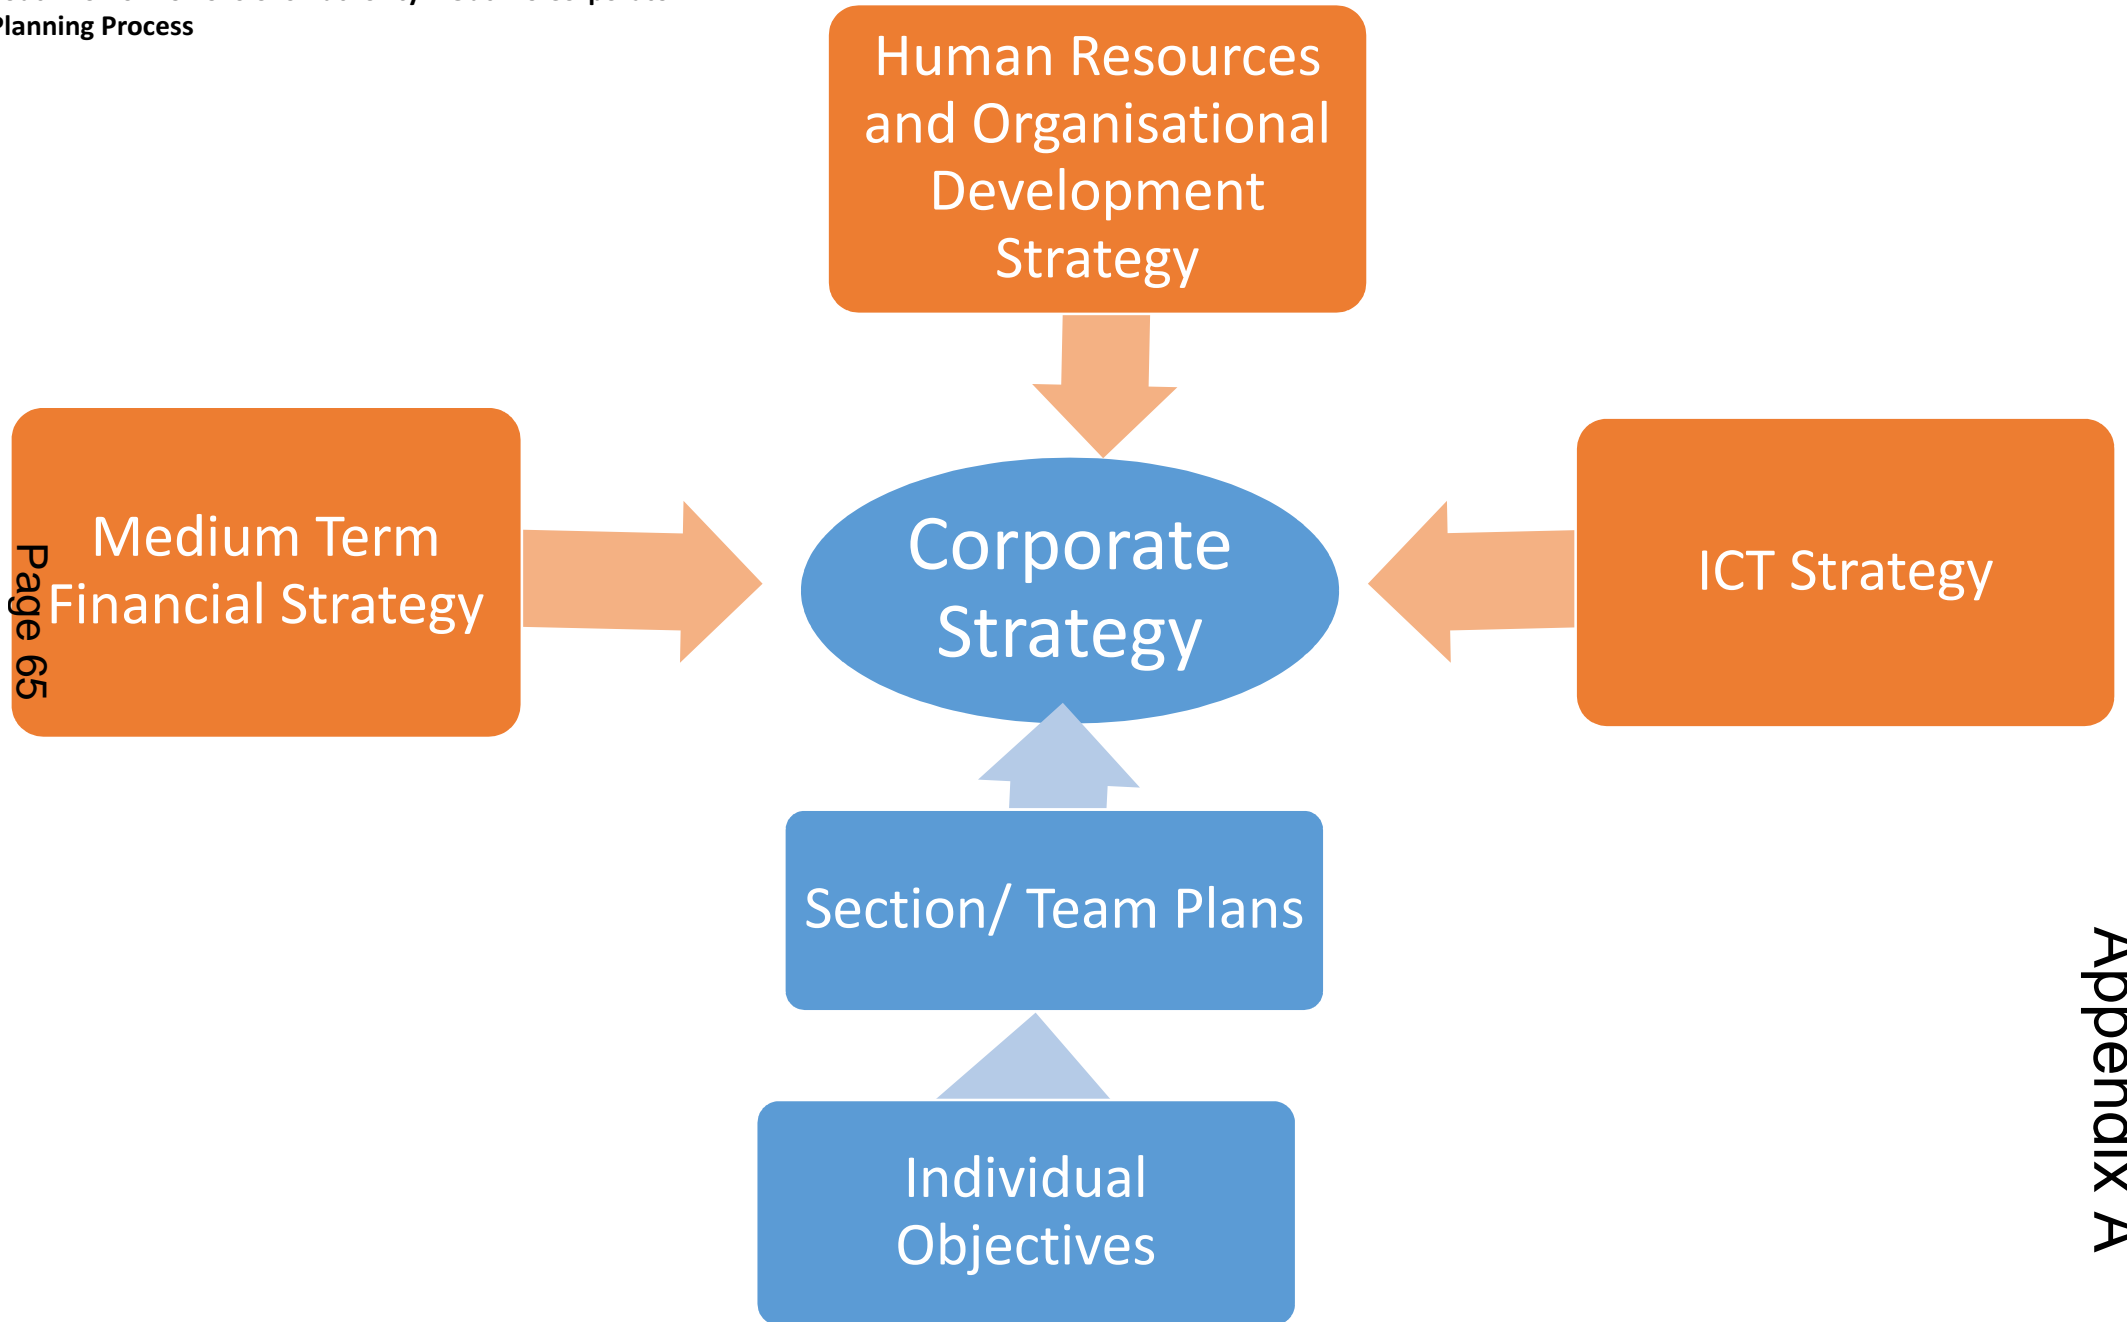 Planning Process
Human Resources
and Organisational
Development
Strategy
Medium Term
Financial Strategy
Corporate
Strategy
ICT Strategy
Section/ Team Plans
Individual
Objectives
Page 65
Appendix A